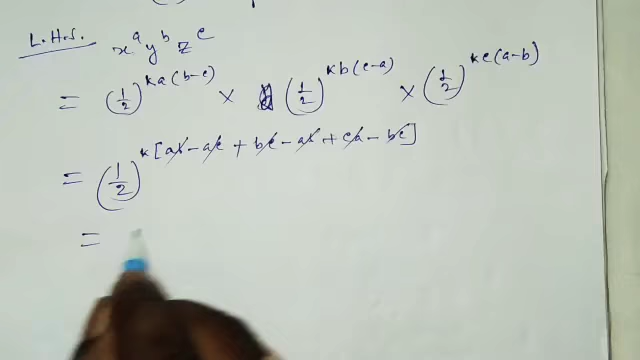 L.H.S. x^a y^b z^c
= (1/2)^{ka(b-c)} × (1/2)^{kb(c-a)} × (1/2)^{kc(a-b)}
= (1/2)^{k[ab-ac+bc-ab+ca-bc]}
=